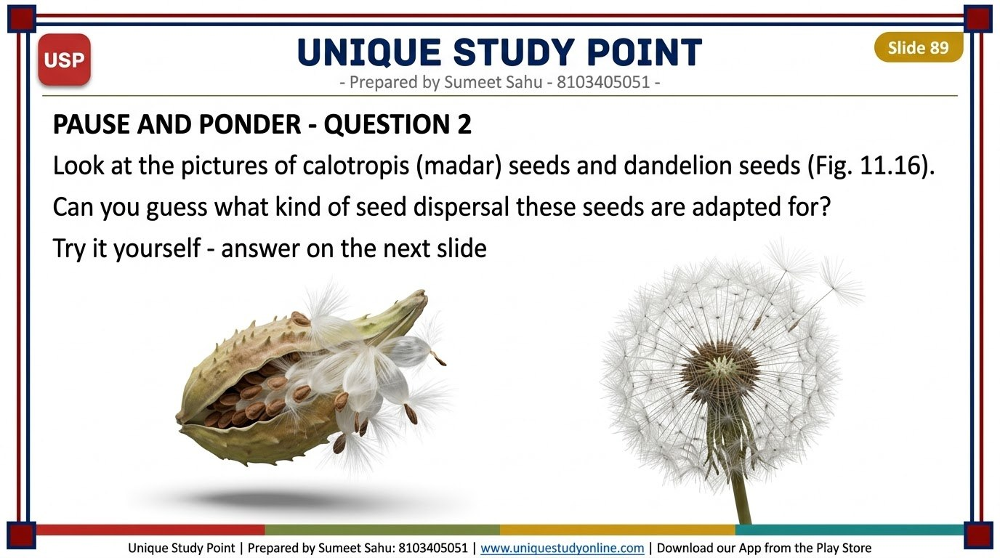 USP
UNIQUE STUDY POINT
Slide 89
- Prepared by Sumeet Sahu - 8103405051 -
PAUSE AND PONDER - QUESTION 2
Look at the pictures of calotropis (madar) seeds and dandelion seeds (Fig. 11.16).
Can you guess what kind of seed dispersal these seeds are adapted for?
Try it yourself - answer on the next slide
Unique Study Point | Prepared by Sumeet Sahu: 8103405051 | www.uniquestudyonline.com | Download our App from the Play Store